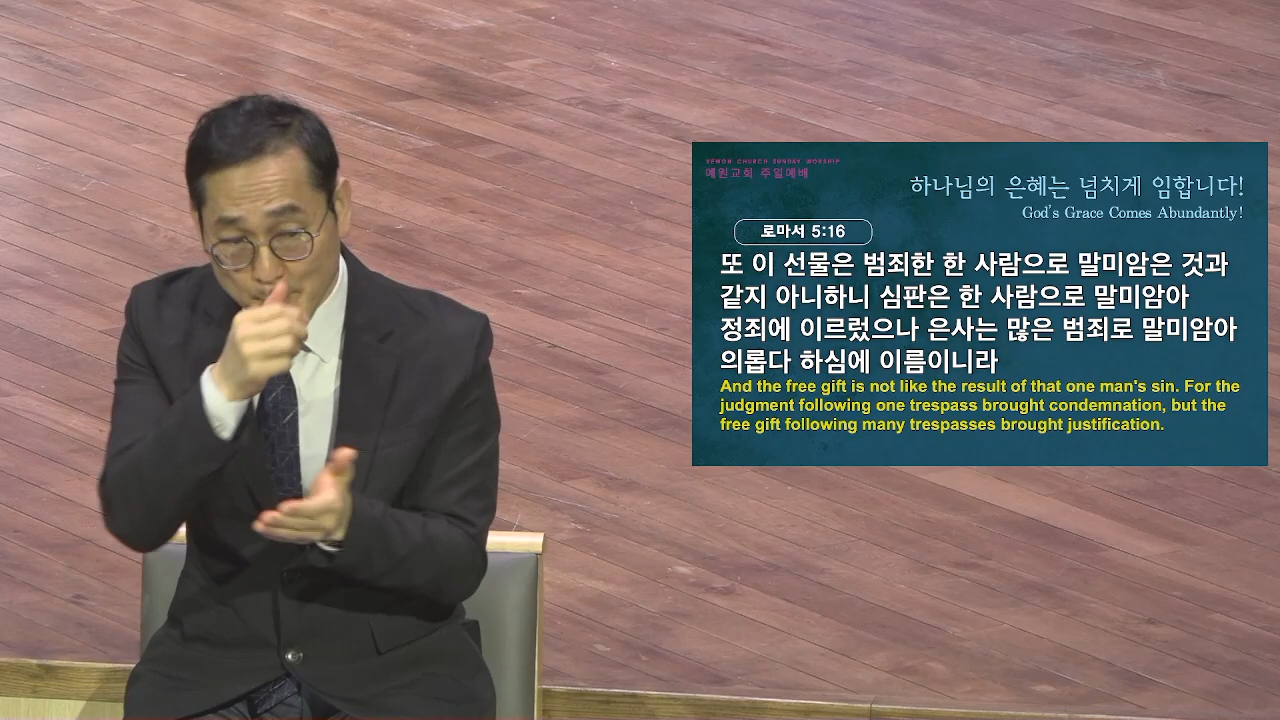 YEWON CHURCH SUNDAY WORSHIP
예원교회 주일예배
하나님의 은혜는 넘치게 임합니다!
God's Grace Comes Abundantly!
로마서 5:16
또 이 선물은 범죄한 한 사람으로 말미암은 것과
같지 아니하니 심판은 한 사람으로 말미암아
정죄에 이르렀으나 은사는 많은 범죄로 말미암아
의롭다 하심에 이름이니라
And the free gift is not like the result of that one man's sin. For the
judgment following one trespass brought condemnation, but the
free gift following many trespasses brought justification.